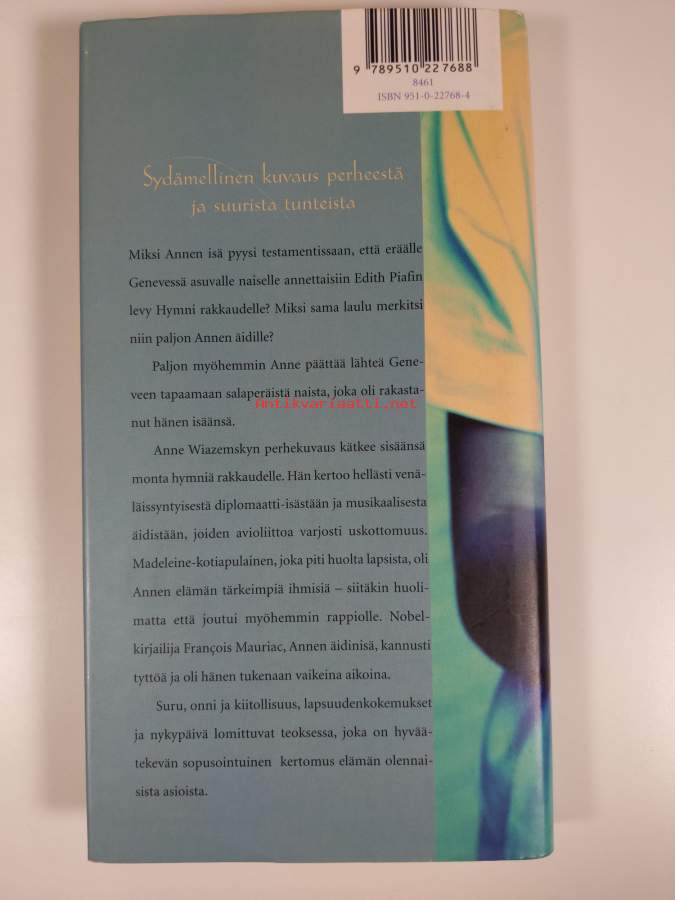 9 789510 227688
8461
ISBN 951-0-22768-4
Sydämellinen kuvaus perheestä
ja suurista tunteista
Miksi Annen isä pyysi testamentissaan, että eräälle
Genevessä asuvalle naiselle annettaisiin Edith Piafin
levy Hymni rakkaudelle? Miksi sama laulu merkitsi
niin paljon Annen äidille?
Paljon myöhemmin Anne päättää lähteä Gene-
veen tapaamaan salaperäistä naista, joka oli rakasta-
Antikvariaatti.net
nut hänen isäänsä.
Anne Wiazemskyn perhekuvaus kätkee sisäänsä
monta hymniä rakkaudelle. Hän kertoo hellästi venä-
läissyntyisestä diplomaatti-isästään ja musikaalisesta
äidistään, joiden avioliittoa varjosti uskottomuus.
Madeleine-kotiapulainen, joka piti huolta lapsista, oli
Annen elämän tärkeimpiä ihmisiä – siitäkin huoli-
matta että joutui myöhemmin rappiolle. Nobel-
kirjailija François Mauriac, Annen äidinisä, kannusti
tyttöä ja oli hänen tukenaan vaikeina aikoina.
Suru, onni ja kiitollisuus, lapsuudenkokemukset
ja nykypäivä lomittuvat teoksessa, joka on hyvää-
tekevän sopusointuinen kertomus elämän olennai-
sista asioista.